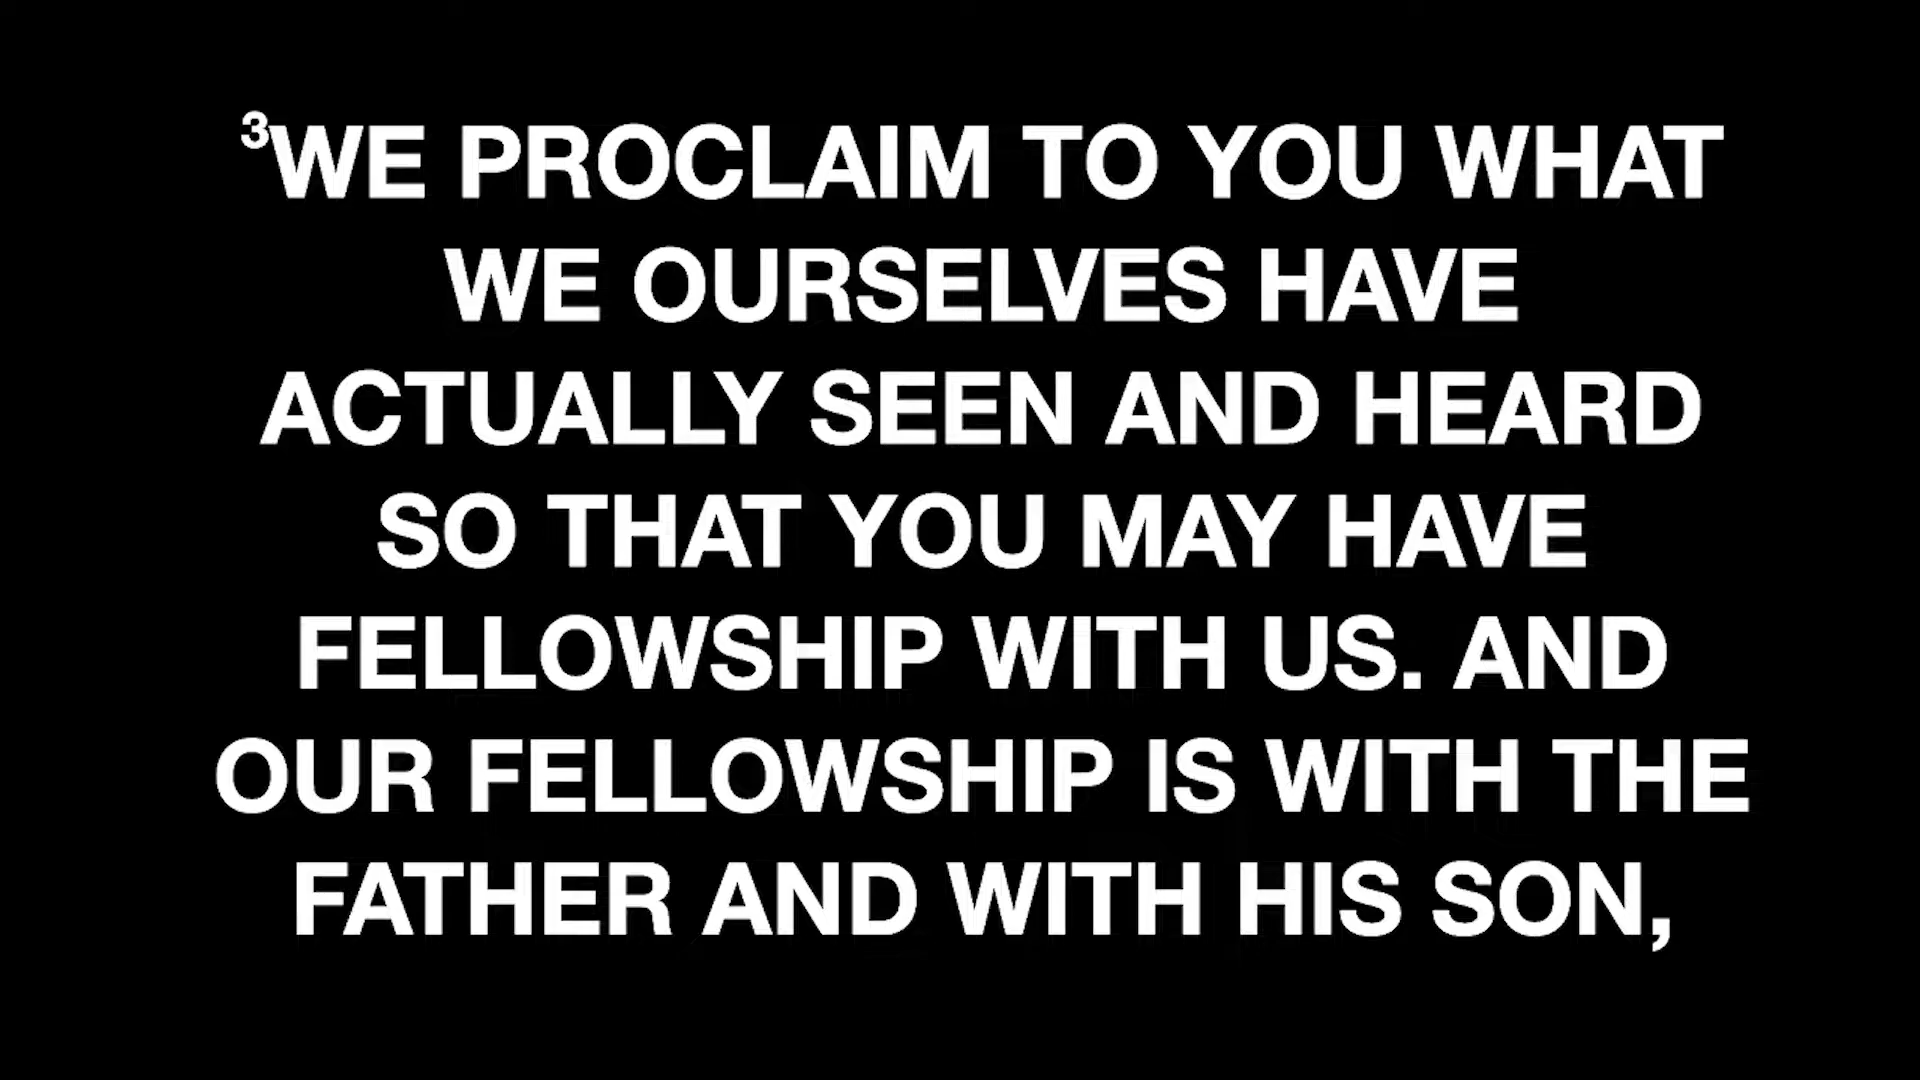 ³WE PROCLAIM TO YOU WHAT
WE OURSELVES HAVE
ACTUALLY SEEN AND HEARD
SO THAT YOU MAY HAVE
FELLOWSHIP WITH US. AND
OUR FELLOWSHIP IS WITH THE
FATHER AND WITH HIS SON,